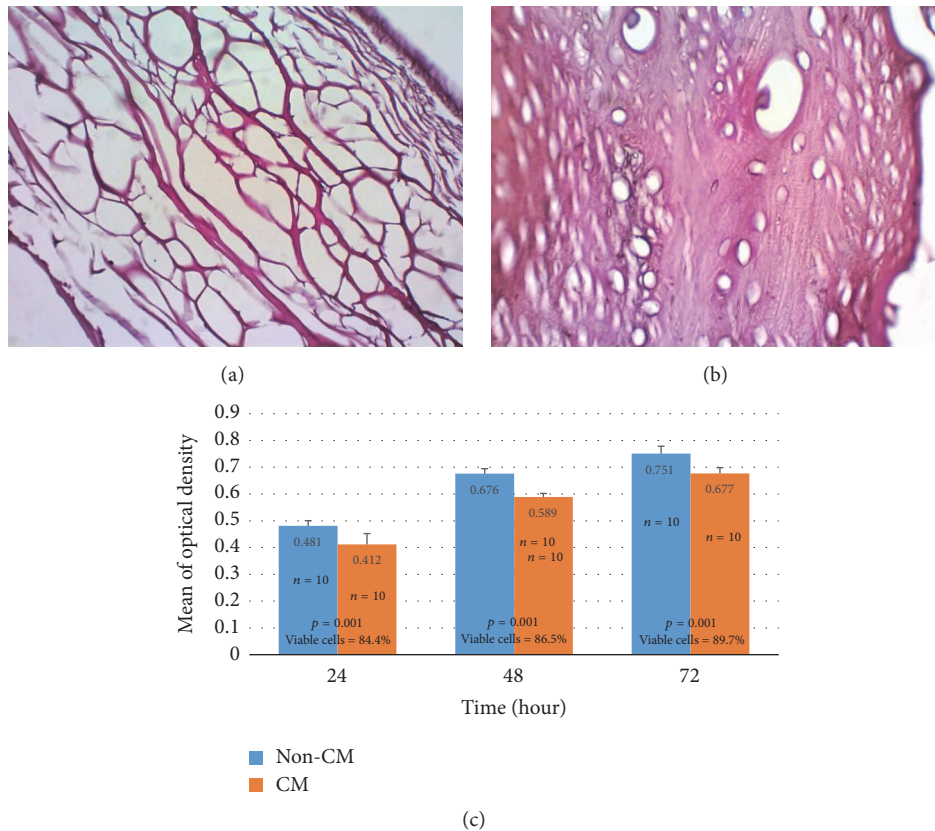 (a)
(b)
0.9
0.8
0.7
0.6
0.5
0.4
0.3
0.2
0.1
0
Mean of optical density
0.481
0.412
n = 10
n = 10
p = 0.001
Viable cells = 84.4%
0.676
0.589
n = 10
n = 10
p = 0.001
Viable cells = 86.5%
0.751
0.677
n = 10
n = 10
p = 0.001
Viable cells = 89.7%
24 48 72
Time (hour)
Non-CM
CM
(c)